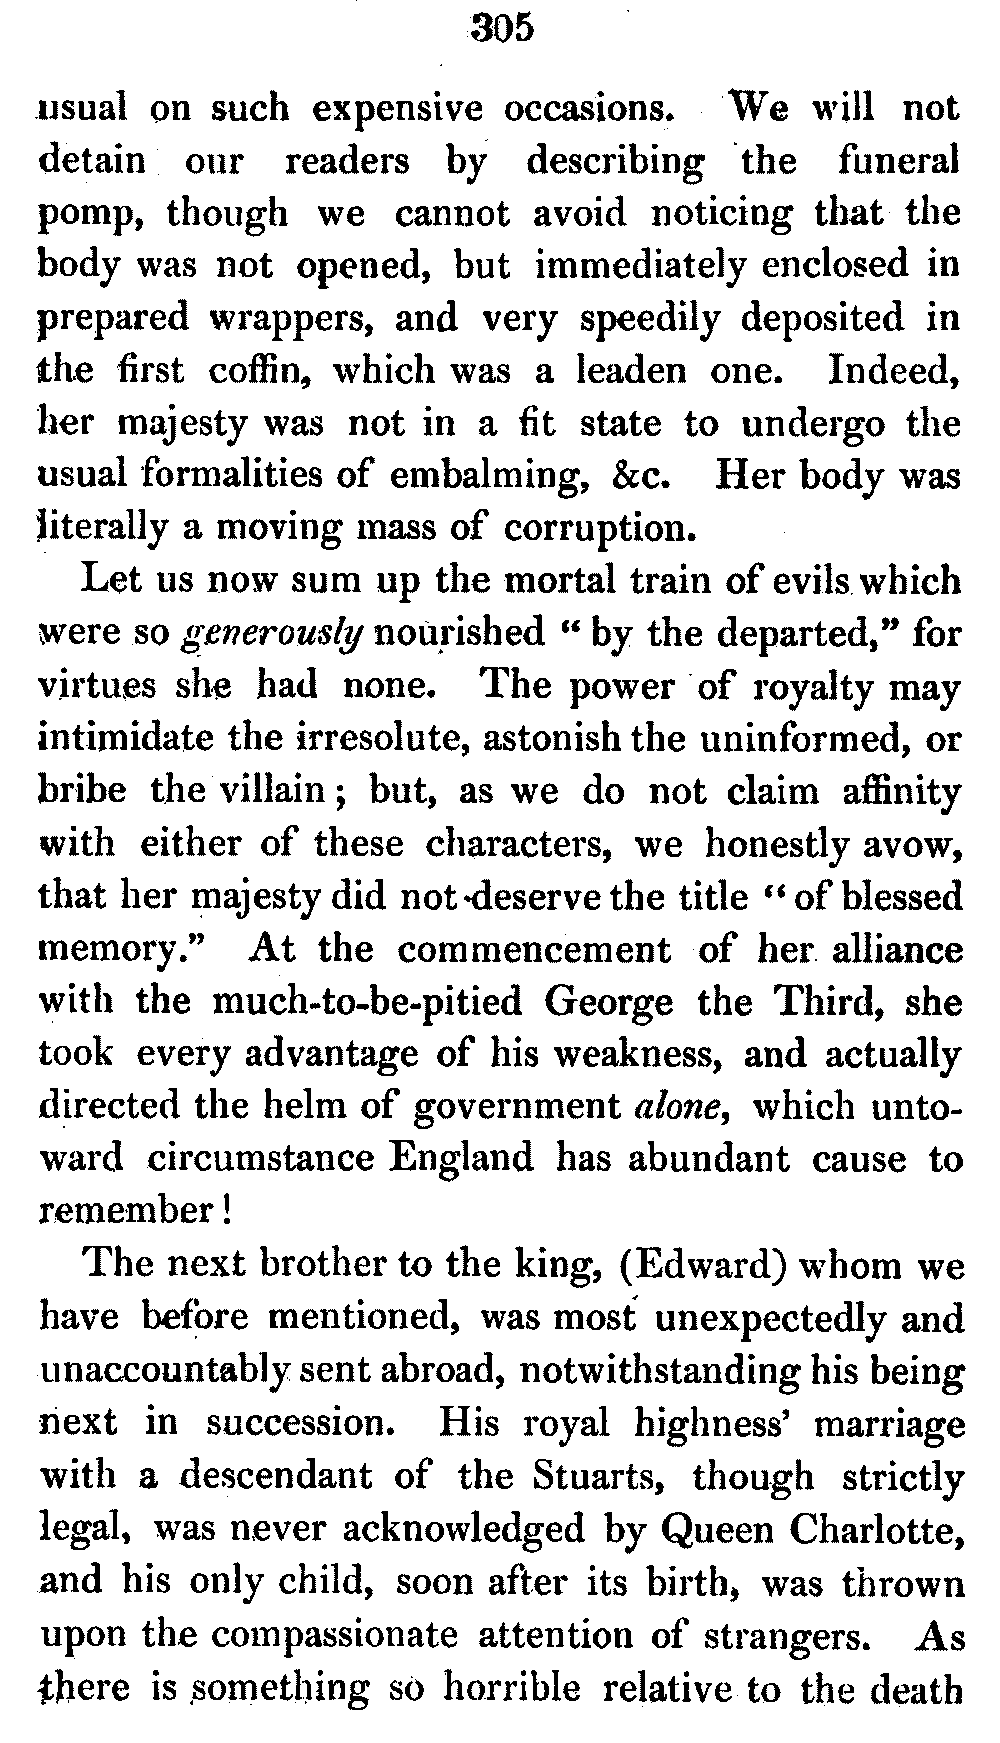 305
usual on such expensive occasions. We will not
detain our readers by describing the funeral
pomp, though we cannot avoid noticing that the
body was not opened, but immediately enclosed in
prepared wrappers, and very speedily deposited in
the first coffin, which was a leaden one. Indeed,
her majesty was not in a fit state to undergo the
usual formalities of embalming, &c. Her body was
literally a moving mass of corruption.
Let us now sum up the mortal train of evils which
were so generously nourished “ by the departed,” for
virtues she had none. The power of royalty may
intimidate the irresolute, astonish the uninformed, or
bribe the villain ; but, as we do not claim affinity
with either of these characters, we honestly avow,
that her majesty did not deserve the title “ of blessed
memory.” At the commencement of her alliance
with the much-to-be-pitied George the Third, she
took every advantage of his weakness, and actually
directed the helm of government alone, which unto-
ward circumstance England has abundant cause to
remember !
The next brother to the king, (Edward) whom we
have before mentioned, was most unexpectedly and
unaccountably sent abroad, notwithstanding his being
next in succession. His royal highness’ marriage
with a descendant of the Stuarts, though strictly
legal, was never acknowledged by Queen Charlotte,
and his only child, soon after its birth, was thrown
upon the compassionate attention of strangers. As
there is something so horrible relative to the death